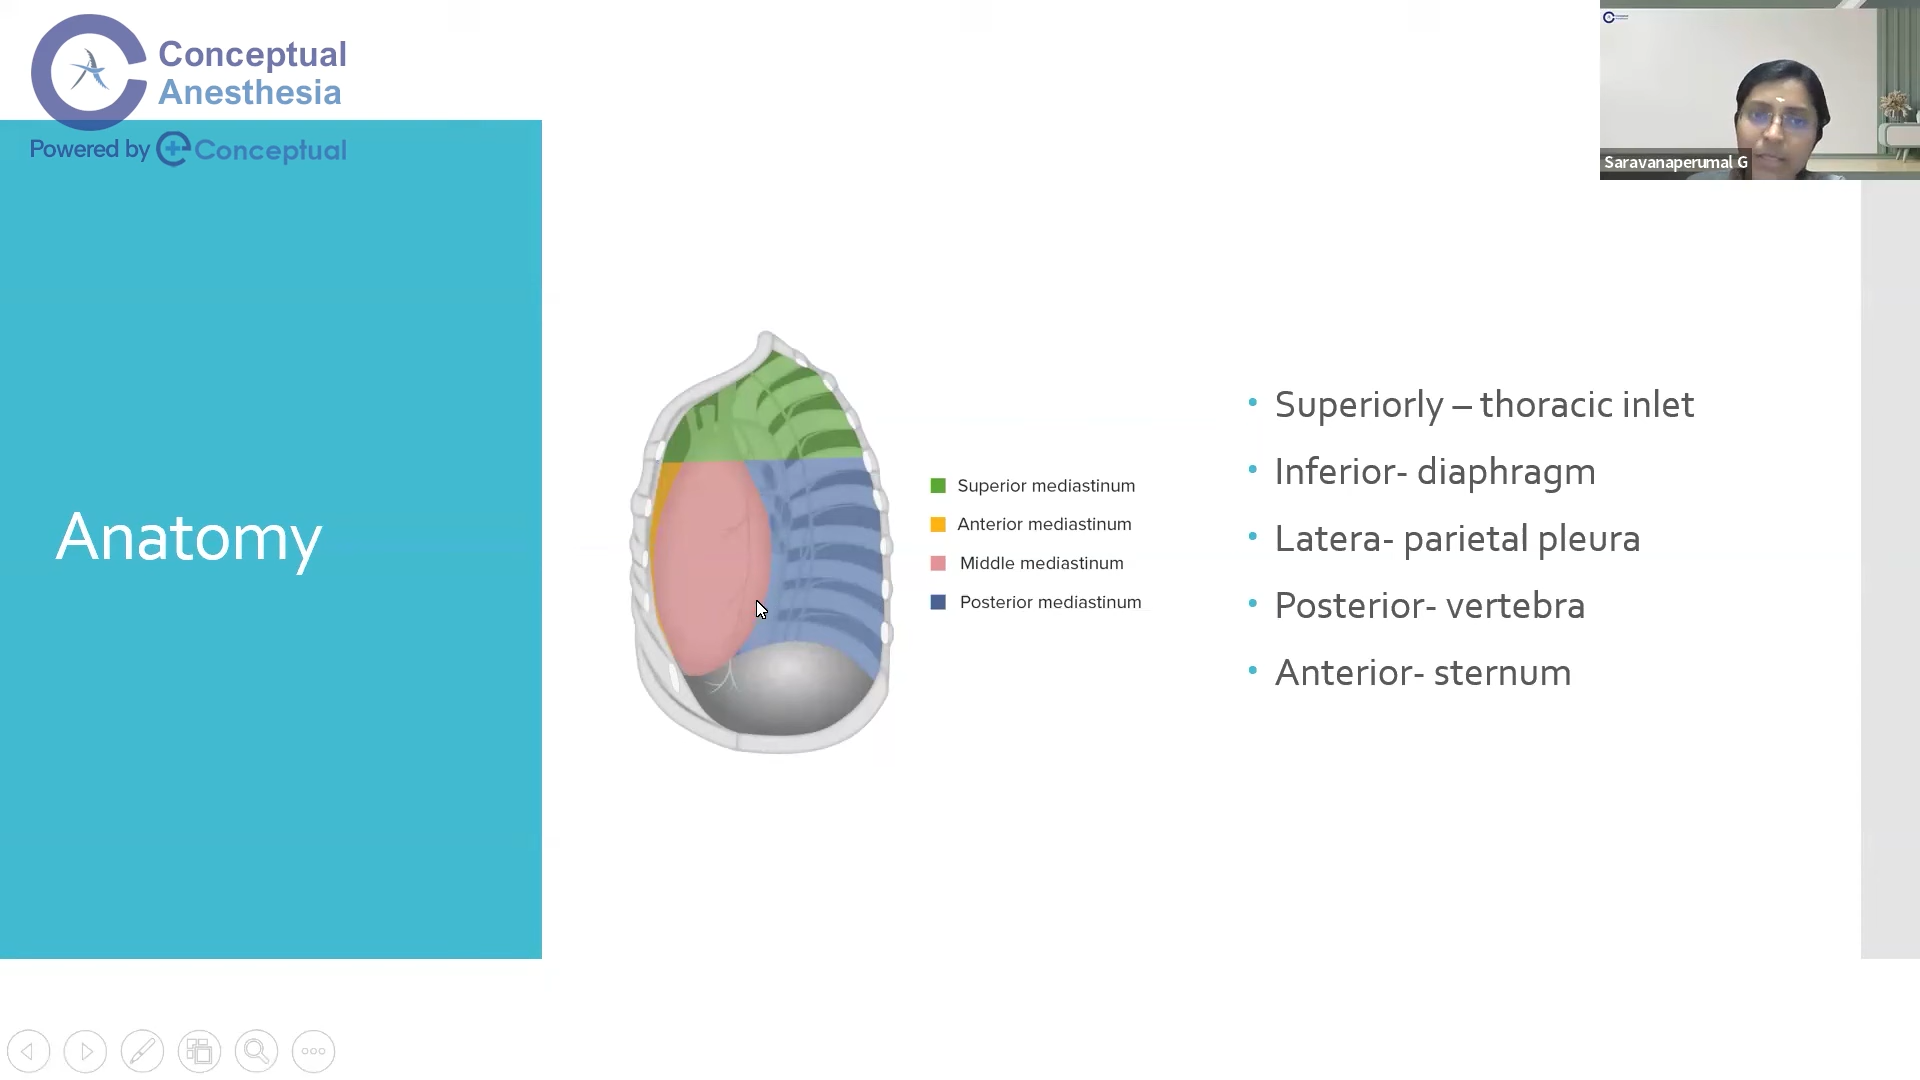 Conceptual
Anesthesia
Powered by Conceptual
Saravanaperumal G
Anatomy
Superior mediastinum
Anterior mediastinum
Middle mediastinum
Posterior mediastinum
• Superiorly – thoracic inlet
• Inferior- diaphragm
• Latera- parietal pleura
• Posterior- vertebra
• Anterior- sternum